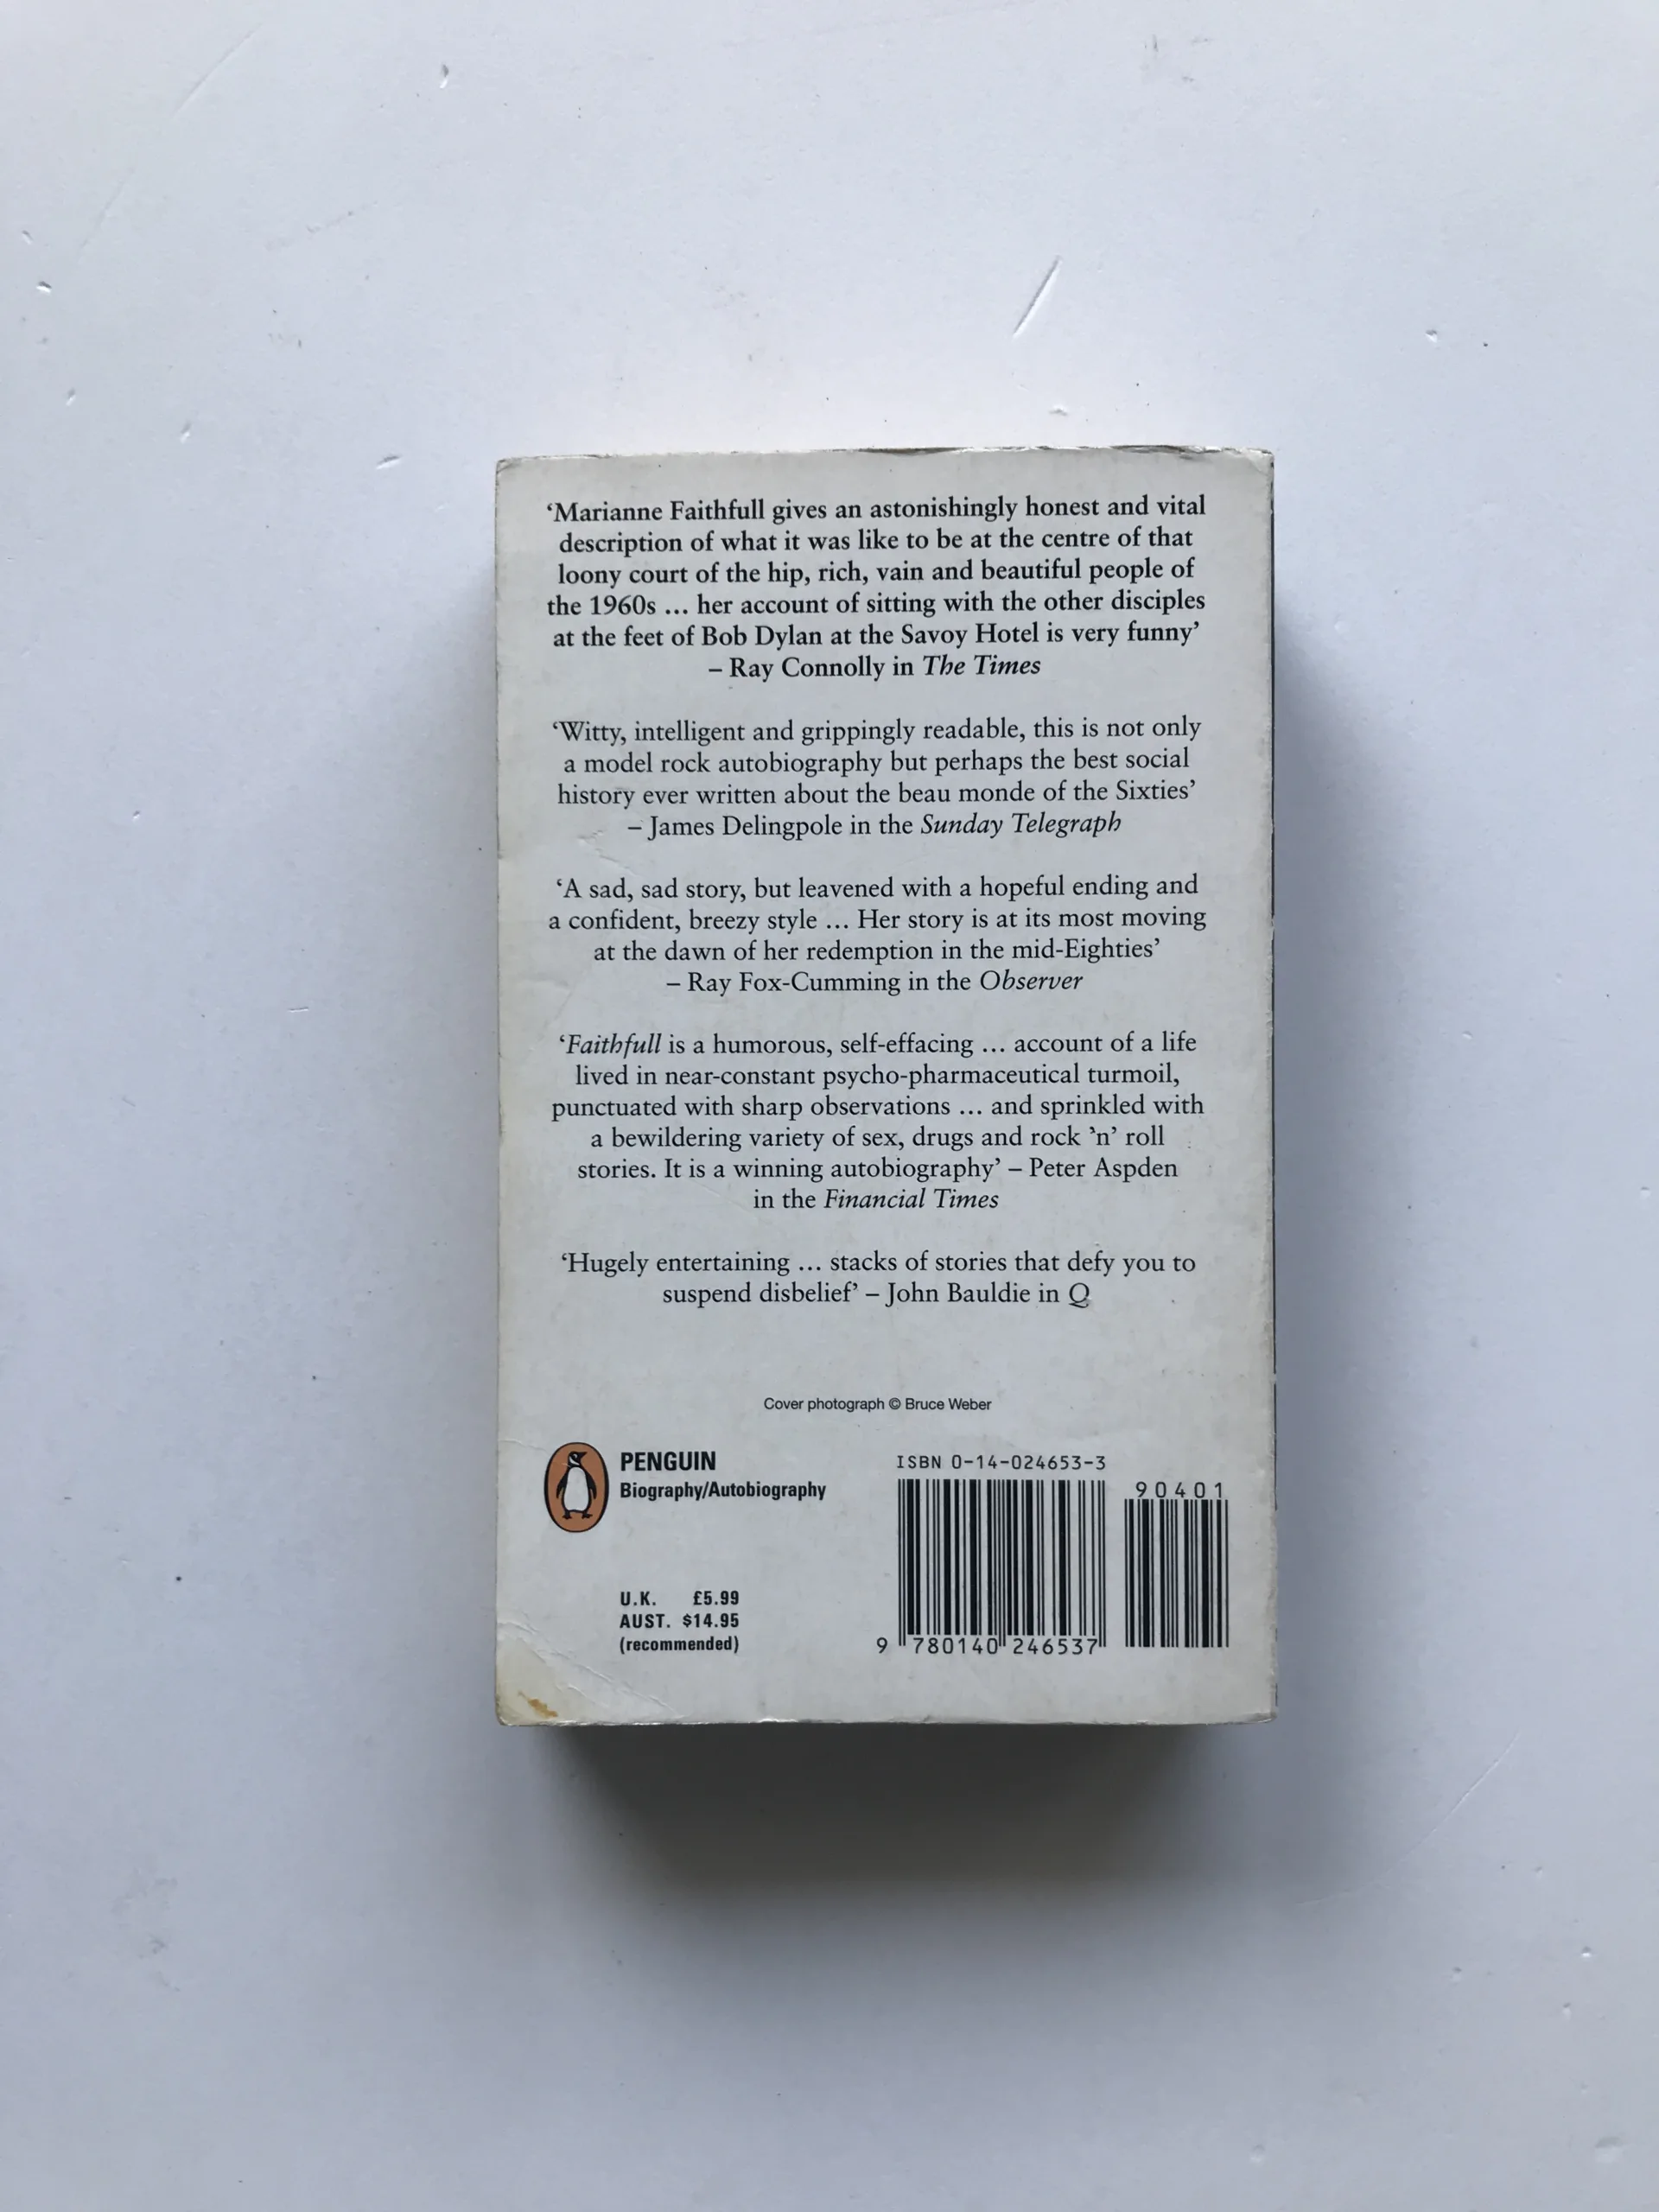 ‘Marianne Faithfull gives an astonishingly honest and vital
description of what it was like to be at the centre of that
loony court of the hip, rich, vain and beautiful people of
the 1960s ... her account of sitting with the other disciples
at the feet of Bob Dylan at the Savoy Hotel is very funny’
– Ray Connolly in The Times
‘Witty, intelligent and grippingly readable, this is not only
a model rock autobiography but perhaps the best social
history ever written about the beau monde of the Sixties’
– James Delingpole in the Sunday Telegraph
‘A sad, sad story, but leavened with a hopeful ending and
a confident, breezy style ... Her story is at its most moving
at the dawn of her redemption in the mid-Eighties’
– Ray Fox-Cumming in the Observer
‘Faithfull is a humorous, self-effacing ... account of a life
lived in near-constant psycho-pharmaceutical turmoil,
punctuated with sharp observations ... and sprinkled with
a bewildering variety of sex, drugs and rock ’n’ roll
stories. It is a winning autobiography’ – Peter Aspden
in the Financial Times
‘Hugely entertaining ... stacks of stories that defy you to
suspend disbelief’ – John Bauldie in Q
Cover photograph © Bruce Weber
PENGUIN
Biography/Autobiography
U.K. £5.99
AUST. $14.95
(recommended)
ISBN 0-14-024653-3
90401
9 780140 246537